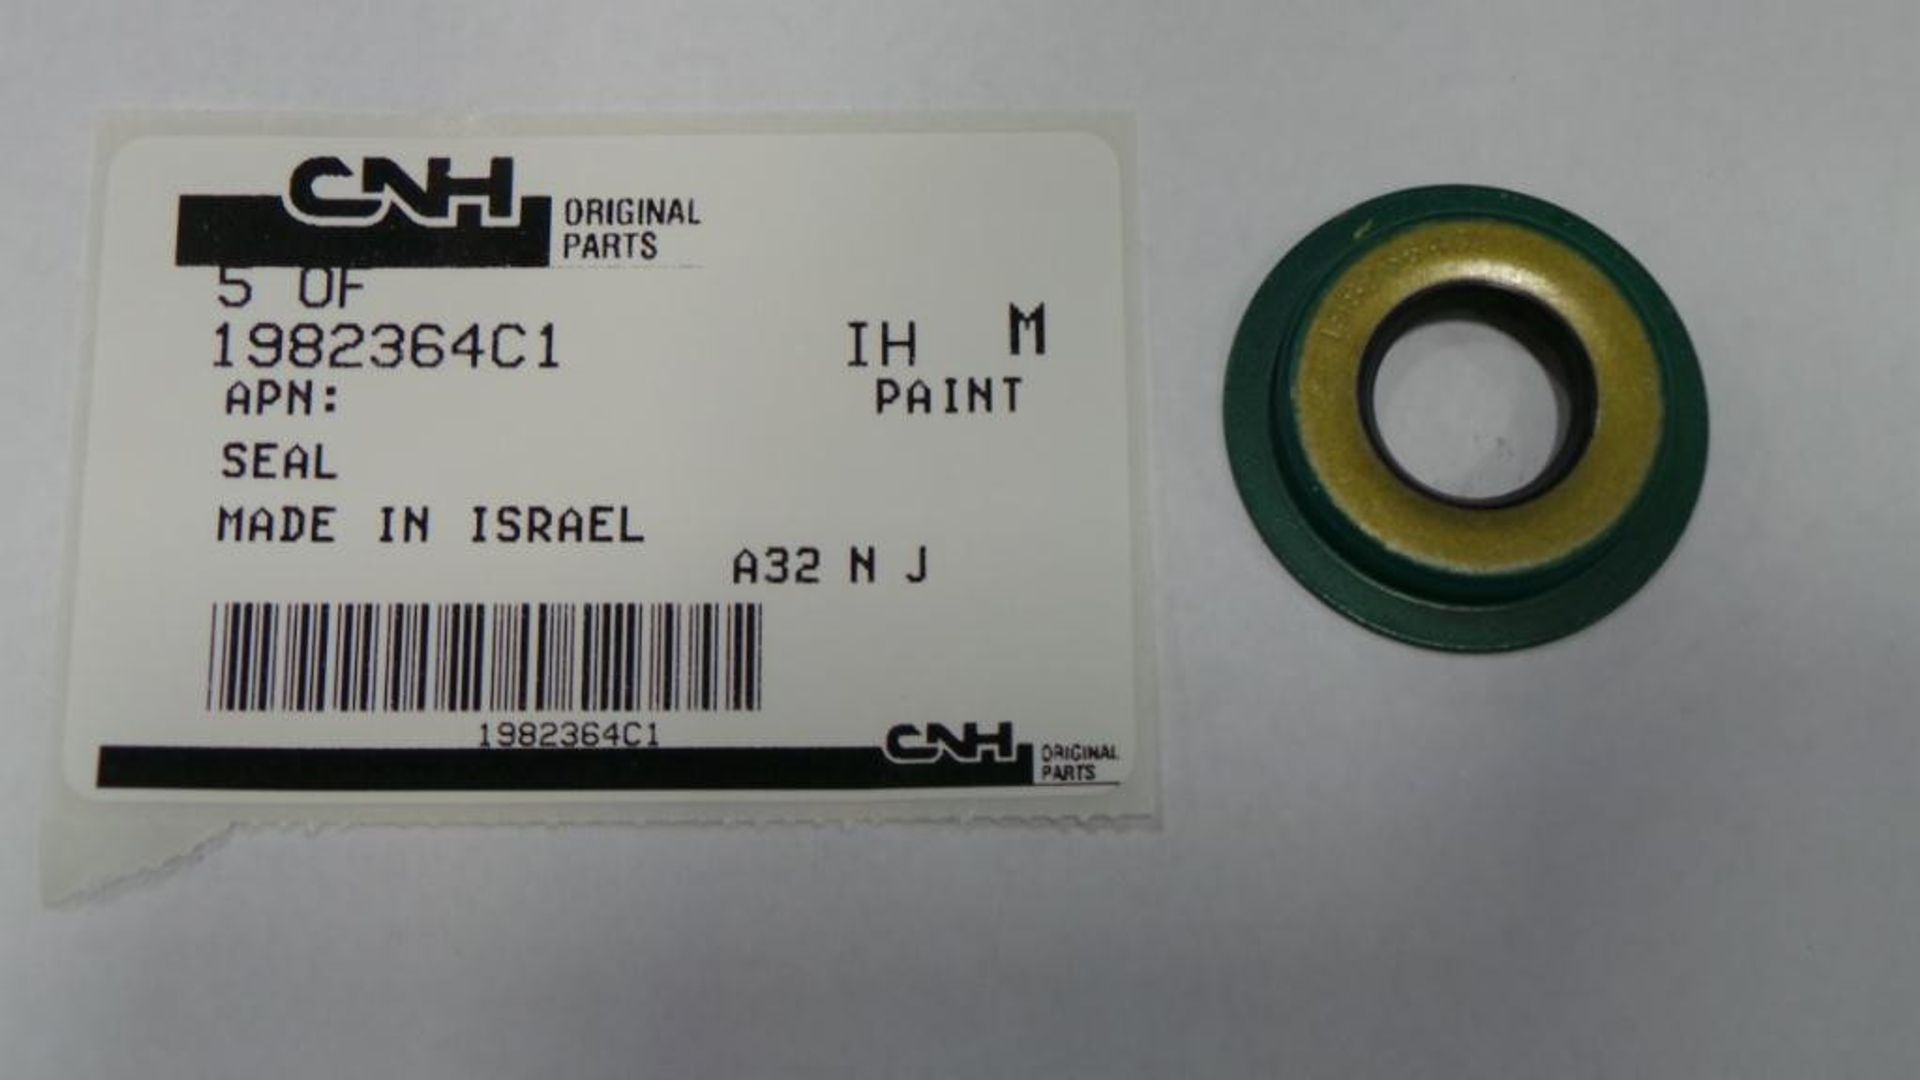 CNH ORIGINAL
PARTS
5 OF
1982364C1 IH M
APN: PAINT
SEAL
MADE IN ISRAEL
A32 N J
1982364C1
CNH ORIGINAL
PARTS